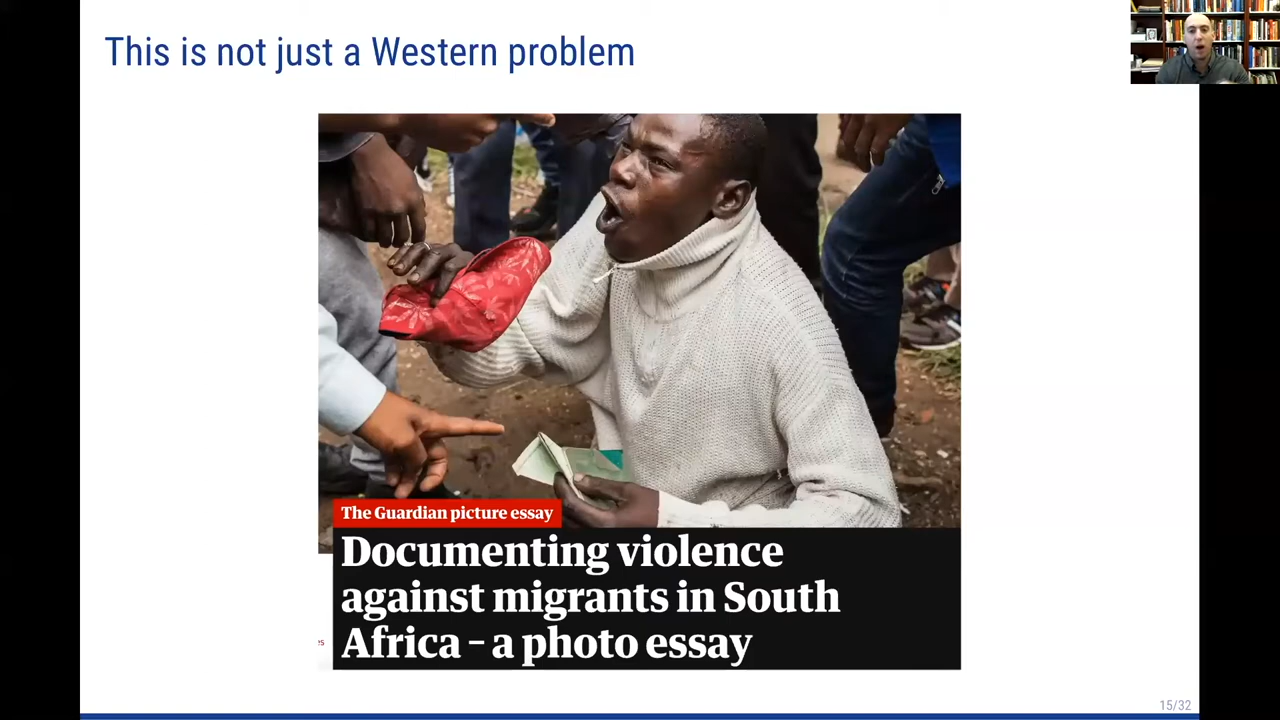 This is not just a Western problem
The Guardian picture essay
Documenting violence
against migrants in South
Africa – a photo essay
es
15/32